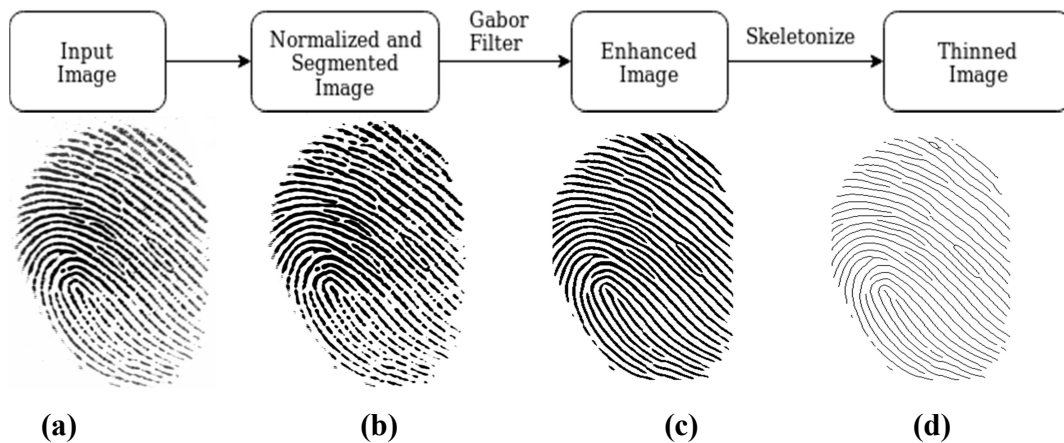 Input
Image
Normalized and
Segmented
Image
Gabor
Filter
Enhanced
Image
Skeletonize
Thinned
Image
(a)
(b)
(c)
(d)